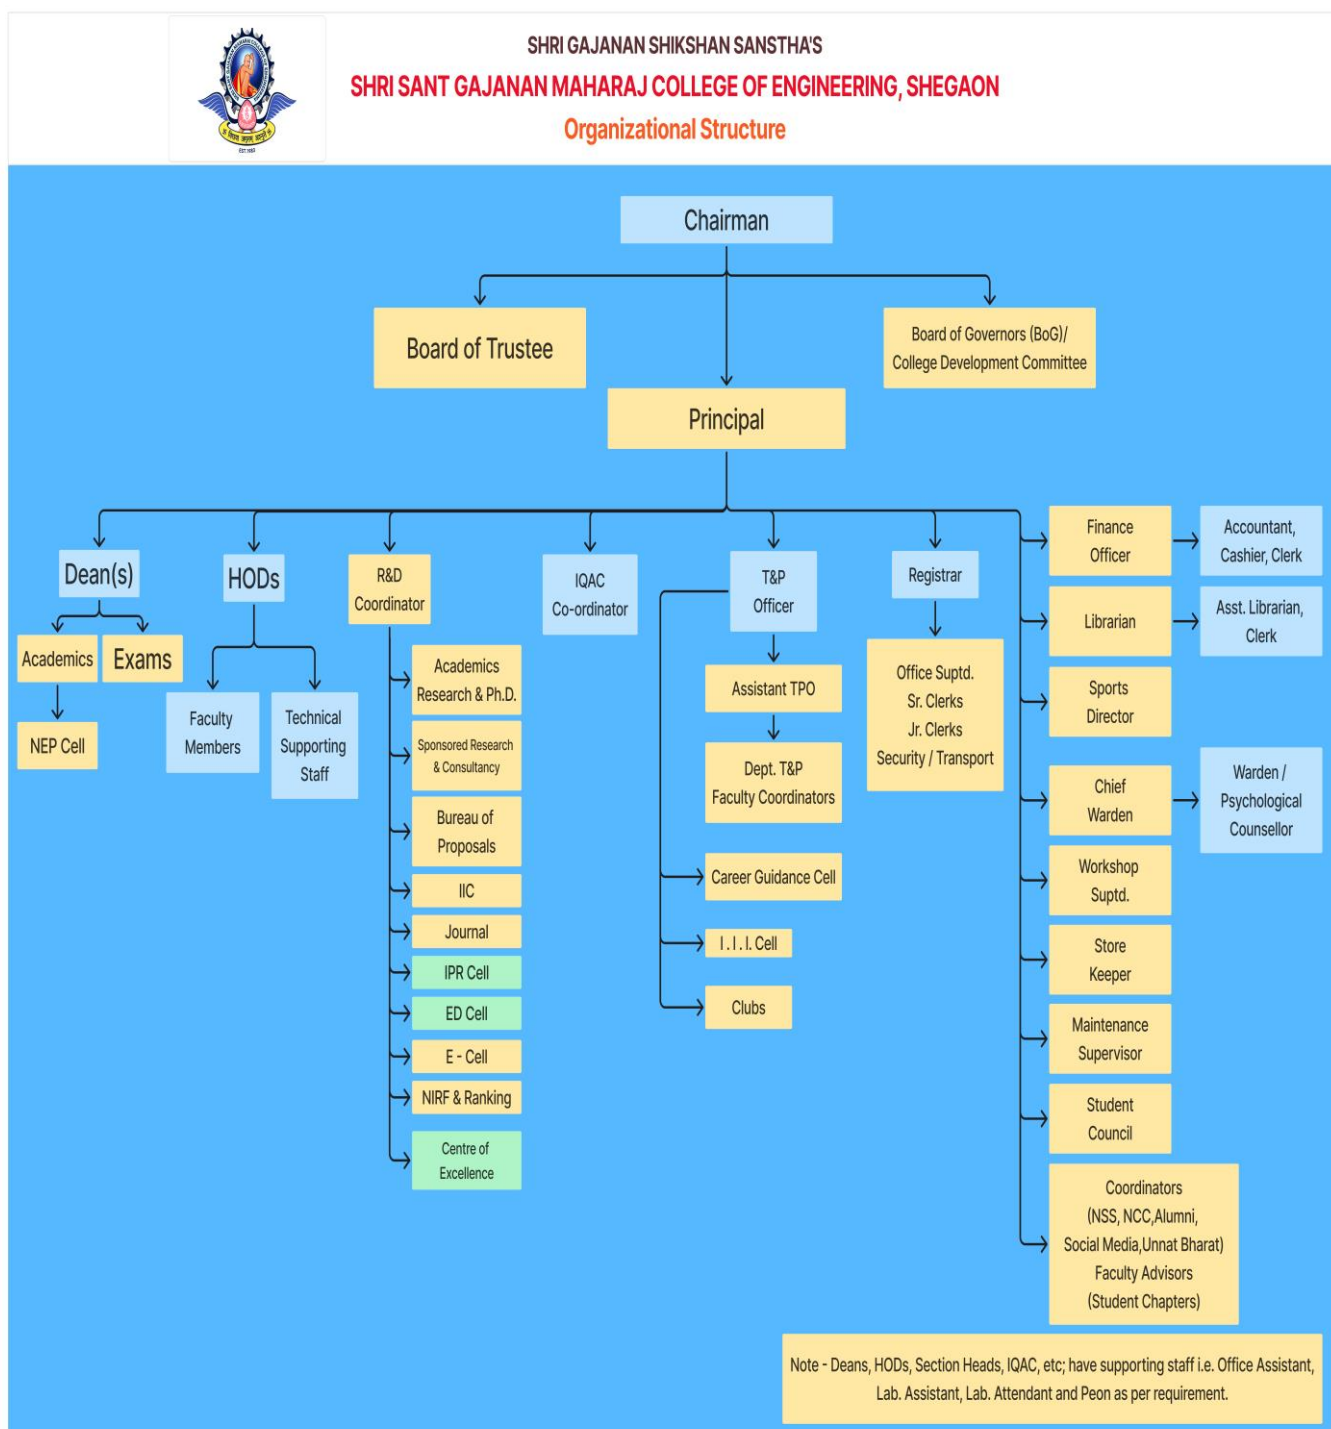 SHRI GAJANAN SHIKSHAN SANSTHA'S
SHRI SANT GAJANAN MAHARAJ COLLEGE OF ENGINEERING, SHEGAON
Organizational Structure
EST. 1983
Chairman
Board of Trustee
Board of Governors (BoG)/
College Development Committee
Principal
Dean(s)
Academics
Exams
NEP Cell
HODs
Faculty
Members
Technical
Supporting
Staff
R&D
Coordinator
Academics
Research & Ph.D.
Sponsored Research
& Consultancy
Bureau of
Proposals
IIC
Journal
IPR Cell
ED Cell
E - Cell
NIRF & Ranking
Centre of
Excellence
IQAC
Co-ordinator
T&P
Officer
Assistant TPO
Dept. T&P
Faculty Coordinators
Career Guidance Cell
I . I . I. Cell
Clubs
Registrar
Office Suptd.
Sr. Clerks
Jr. Clerks
Security / Transport
Finance
Officer
Accountant,
Cashier, Clerk
Librarian
Asst. Librarian,
Clerk
Sports
Director
Chief
Warden
Warden /
Psychological
Counsellor
Workshop
Suptd.
Store
Keeper
Maintenance
Supervisor
Student
Council
Coordinators
(NSS, NCC,Alumni,
Social Media,Unnat Bharat)
Faculty Advisors
(Student Chapters)
Note - Deans, HODs, Section Heads, IQAC, etc; have supporting staff i.e. Office Assistant,
Lab. Assistant, Lab. Attendant and Peon as per requirement.